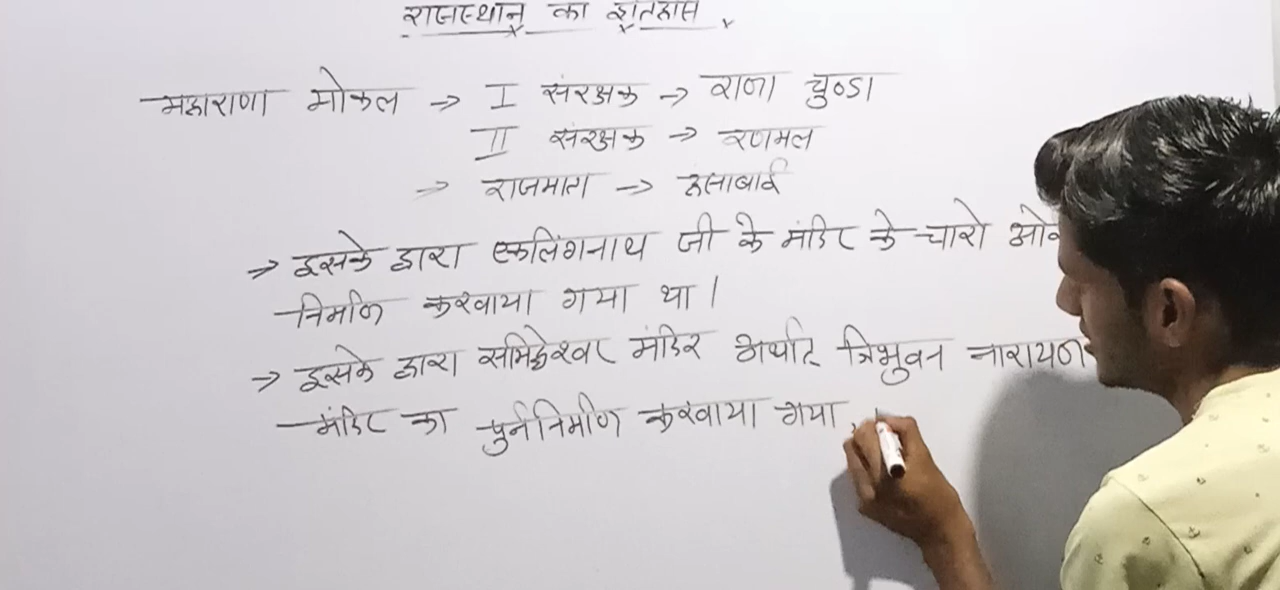 राजस्थान का इतिहास
महाराणा मोकल → I संरक्षक → राणा चुण्डा
II संरक्षक → रणमल
→ राजमाता → हंसाबाई
→ इसके द्वारा एकलिंगनाथ जी के मंदिर के चारो ओर
निर्माण करवाया गया था।
→ इसके द्वारा समिद्धेश्वर मंदिर अर्थात् त्रिभुवन नारायण
मंदिर का पुर्ननिर्माण करवाया गया